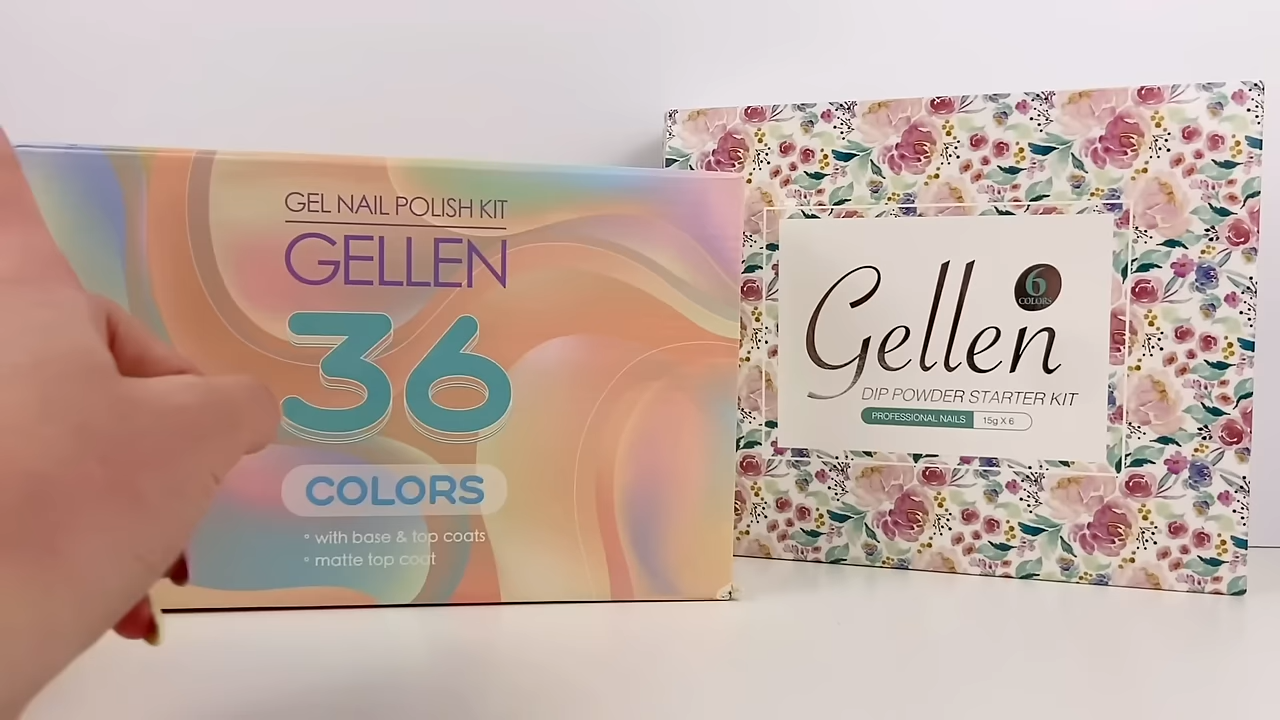 GEL NAIL POLISH KIT
GELLEN
36
COLORS
° with base & top coats
° matte top coat
6
COLORS
Gellen
DIP POWDER STARTER KIT
PROFESSIONAL NAILS 15g X 6